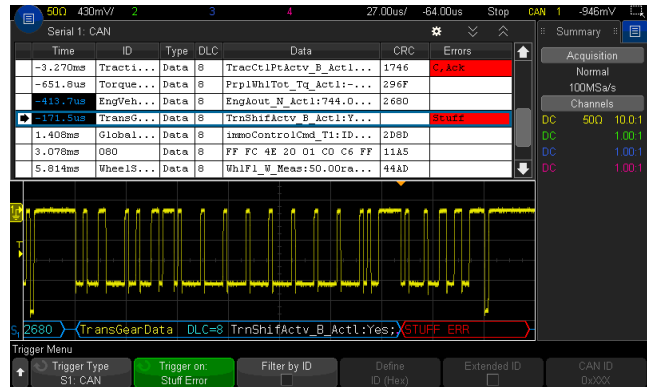 50Ω 430mV/ 2 3 4 27.00us/ -64.00us Stop CAN 1 -946mV
Serial 1: CAN
Time ID Type DLC Data CRC Errors
-3.270ms Tracti... Data 8 TracCtlPtActv_B_Actl... 1746 C,Ack
-651.8us Torque... Data 8 PrplWhlTot_Tq_Actl:-... 296F
-413.7us EngVeh... Data 8 EngAout_N_Actl:744.0... 2680
-171.5us TransG... Data 8 TrnShifActv_B_Actl:Y... Stuff
1.408ms Global... Data 8 immoControlCmd_T1:ID... 2D8D
3.078ms 080 Data 8 FF FC 4E 20 01 C0 C6 FF 11A5
5.814ms WheelS... Data 8 WhlFl_W_Meas:50.00ra... 44AD
Summary
Acquisition
Normal
100MSa/s
Channels
DC 50Ω 10.0:1
DC 1.00:1
DC 1.00:1
DC 1.00:1
T
S1 2680 TransGearData DLC=8 TrnShifActv_B_Actl:Yes; STUFF ERR
Trigger Menu
Trigger Type
S1: CAN
Trigger on:
Stuff Error
Filter by ID
Define
ID (Hex)
Extended ID
CAN ID
0xXXX